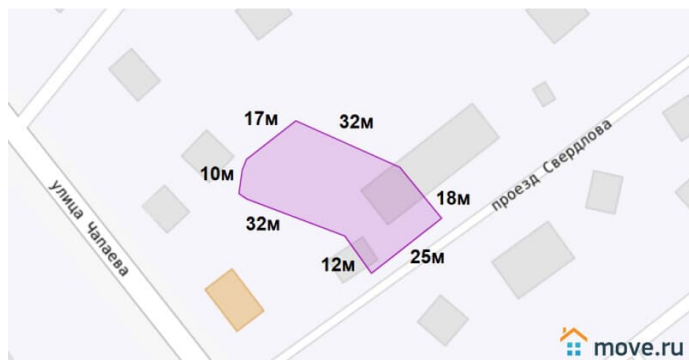 17м
32м
10м
32м
18м
12м
25м
улица Чапаева
проезд Свердлова
move.ru